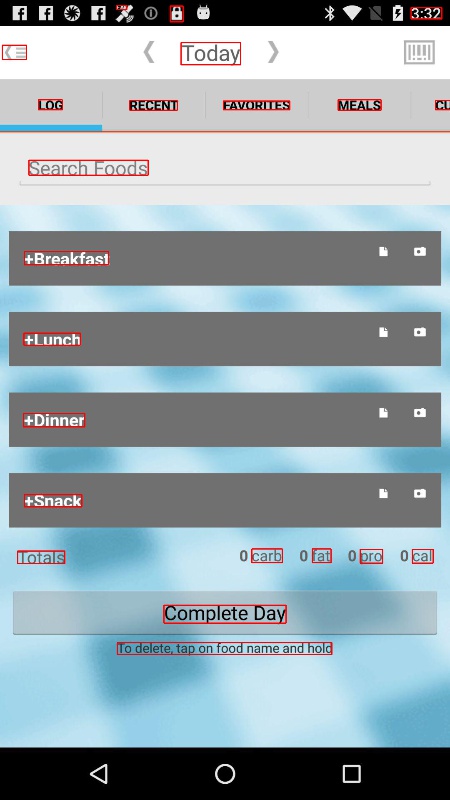 3:32
Today
LOG RECENT FAVORITES MEALS CU
Search Foods
+Breakfast
+Lunch
+Dinner
+Snack
Totals 0 carb 0 fat 0 pro 0 cal
Complete Day
To delete, tap on food name and hold